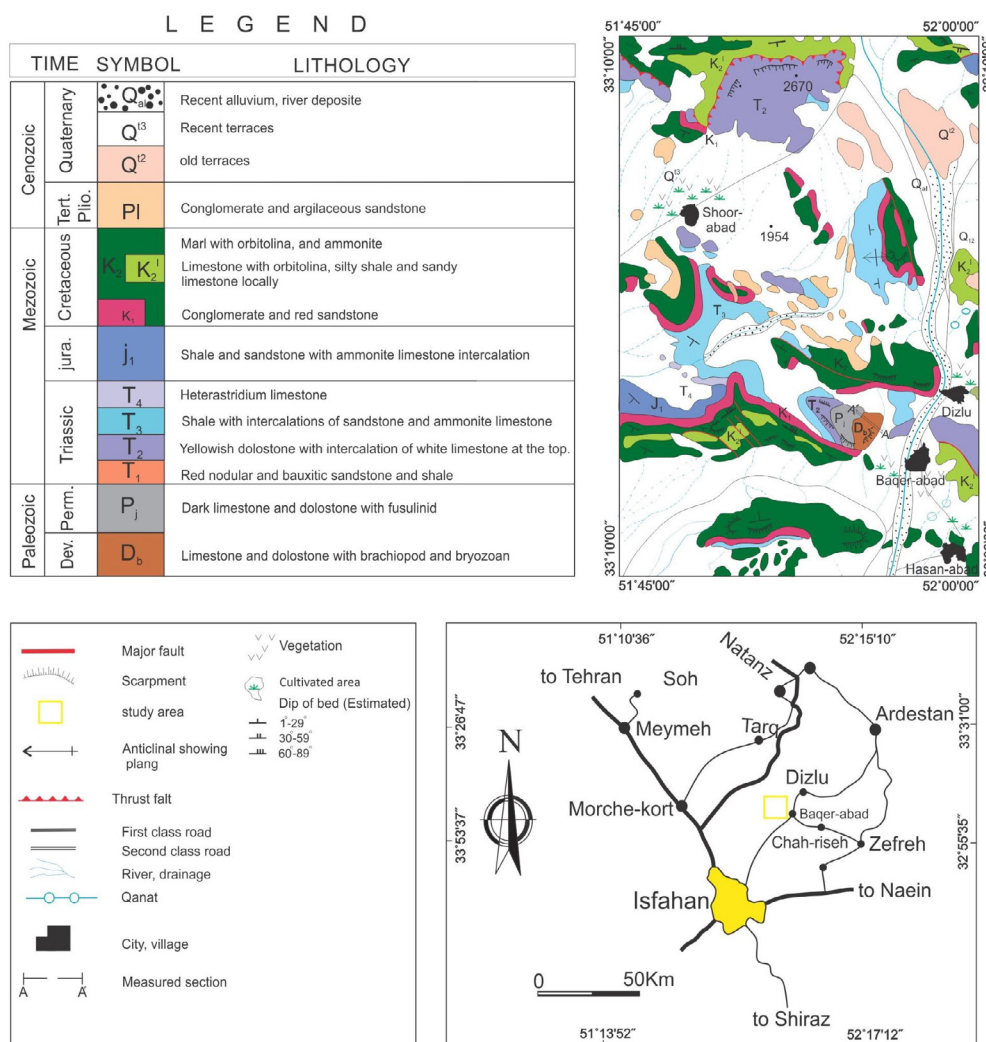 L E G E N D
TIME SYMBOL LITHOLOGY
Cenozoic
Quaternary
Qal Recent alluvium, river deposite
Qt3 Recent terraces
Qt2 old terraces
Tert. Plio.
Pl Conglomerate and argilaceous sandstone
Mezozoic
Cretaceous
K2 Marl with orbitolina, and ammonite
K2l Limestone with orbitolina, silty shale and sandy
limestone locally
K1 Conglomerate and red sandstone
jura.
j1 Shale and sandstone with ammonite limestone intercalation
Triassic
T4 Heterastridium limestone
T3 Shale with intercalations of sandstone and ammonite limestone
T2 Yellowish dolostone with intercalation of white limestone at the top.
T1 Red nodular and bauxitic sandstone and shale
Paleozoic
Perm.
Pj Dark limestone and dolostone with fusulinid
Dev.
Db Limestone and dolostone with brachiopod and bryozoan
51°45'00" 52°00'00"
33°10'00"
K2l
T2
2670
K1
Qt2
Qt3
Qal
Shoor-
abad
1954
Q12
K2l
T3
T4
J1
K1
T2
P
A'
Db
A
K2l
Dizlu
Baqer-abad
K2l
33°10'00"
Hasan-abad
51°45'00" 52°00'00"
Major fault
Scarpment
study area
Anticlinal showing
plang
Thrust falt
First class road
Second class road
River, drainage
Qanat
City, village
Measured section
A A'
Vegetation
Cultivated area
Dip of bed (Estimated)
1°-29°
30°-59°
60°-89°
51°10'36" 52°15'10"
Natanz
to Tehran
Soh
33°26'47"
Meymeh
Tarq
Ardestan
33°31'00"
N
Dizlu
Morche-kort
Baqer-abad
Chah-riseh
Zefreh
33°53'37"
32°55'35"
Isfahan
to Naein
0 50Km
to Shiraz
51°13'52" 52°17'12"